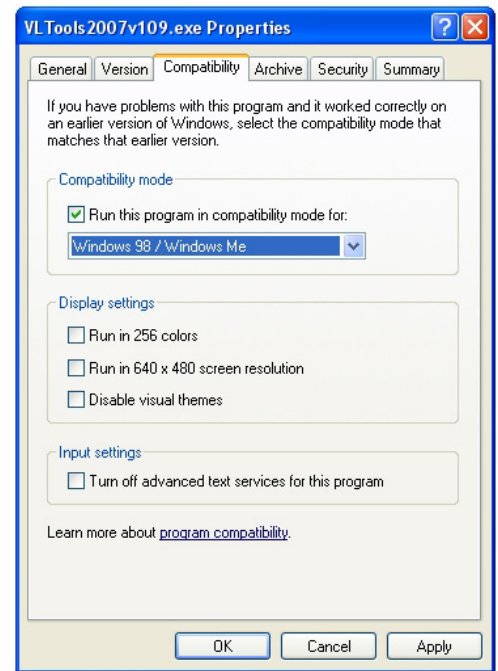 VLTools2007v109.exe Properties
General Version Compatibility Archive Security Summary
If you have problems with this program and it worked correctly on
an earlier version of Windows, select the compatibility mode that
matches that earlier version.
Compatibility mode
Run this program in compatibility mode for:
Windows 98 / Windows Me
Display settings
Run in 256 colors
Run in 640 x 480 screen resolution
Disable visual themes
Input settings
Turn off advanced text services for this program
Learn more about program compatibility.
OK Cancel Apply